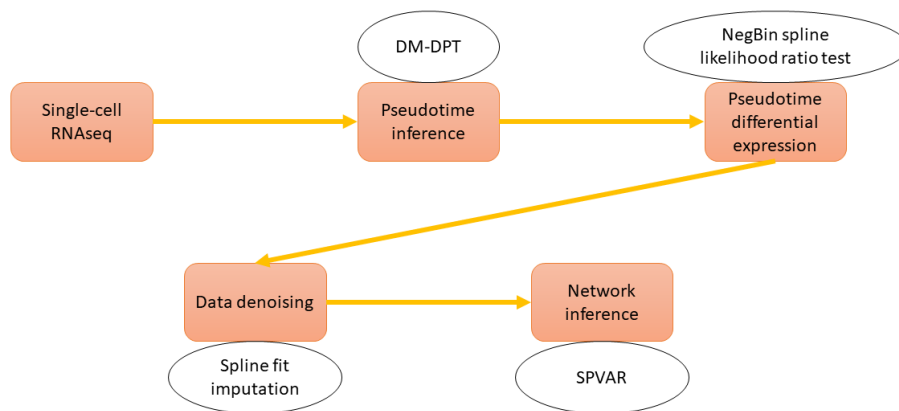 DM-DPT
NegBin spline
likelihood ratio test
Single-cell
RNAseq
Pseudotime
inference
Pseudotime
differential
expression
Data denoising
Network
inference
Spline fit
imputation
SPVAR